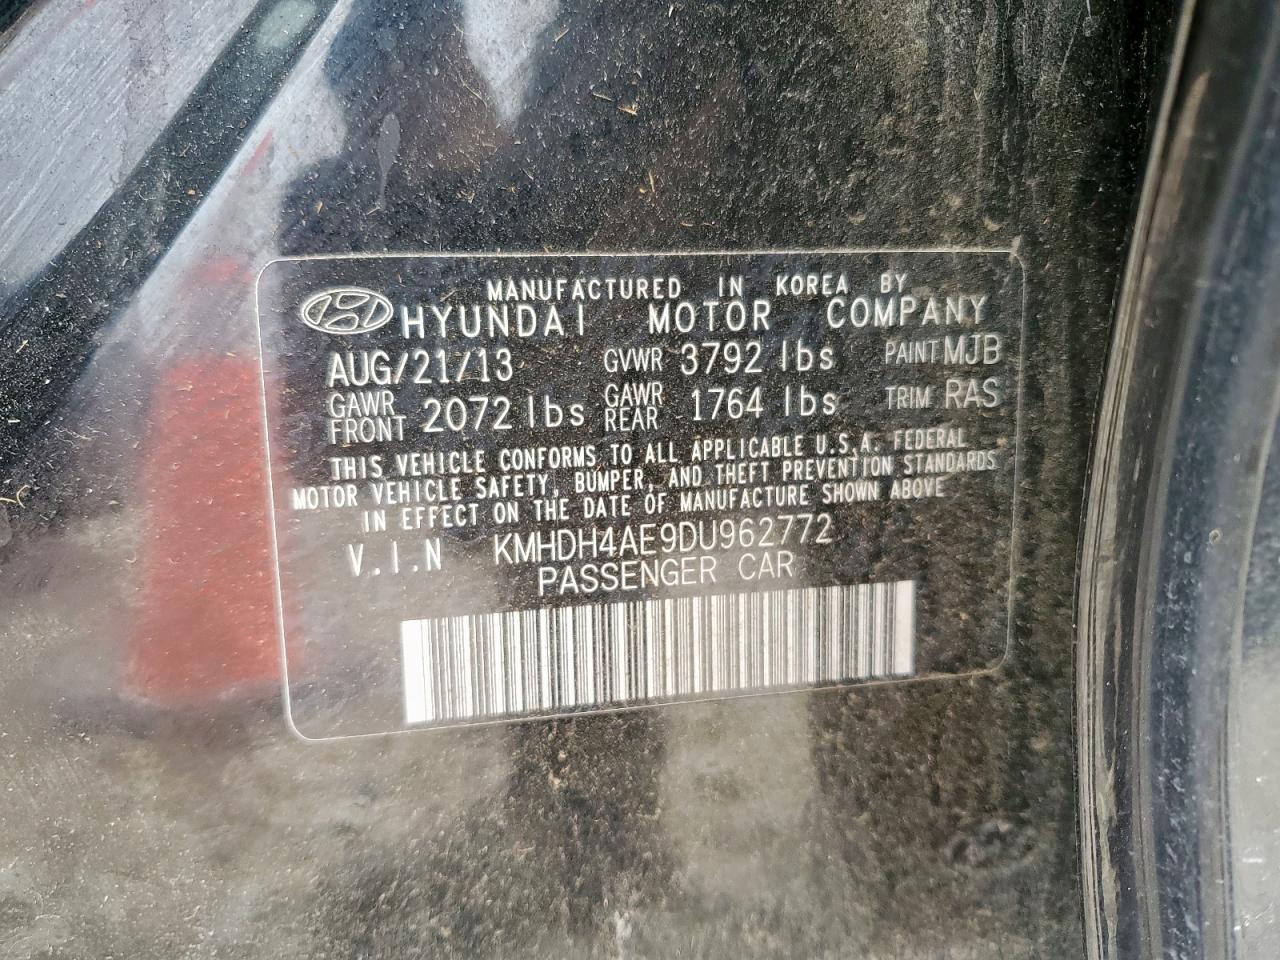 MANUFACTURED IN KOREA BY
HYUNDAI MOTOR COMPANY
AUG/21/13 GVWR 3792 lbs PAINT MJB
GAWR FRONT 2072 lbs GAWR REAR 1764 lbs TRIM RAS
THIS VEHICLE CONFORMS TO ALL APPLICABLE U.S.A. FEDERAL
MOTOR VEHICLE SAFETY, BUMPER, AND THEFT PREVENTION STANDARDS
IN EFFECT ON THE DATE OF MANUFACTURE SHOWN ABOVE
V.I.N KMHDH4AE9DU962772
PASSENGER CAR